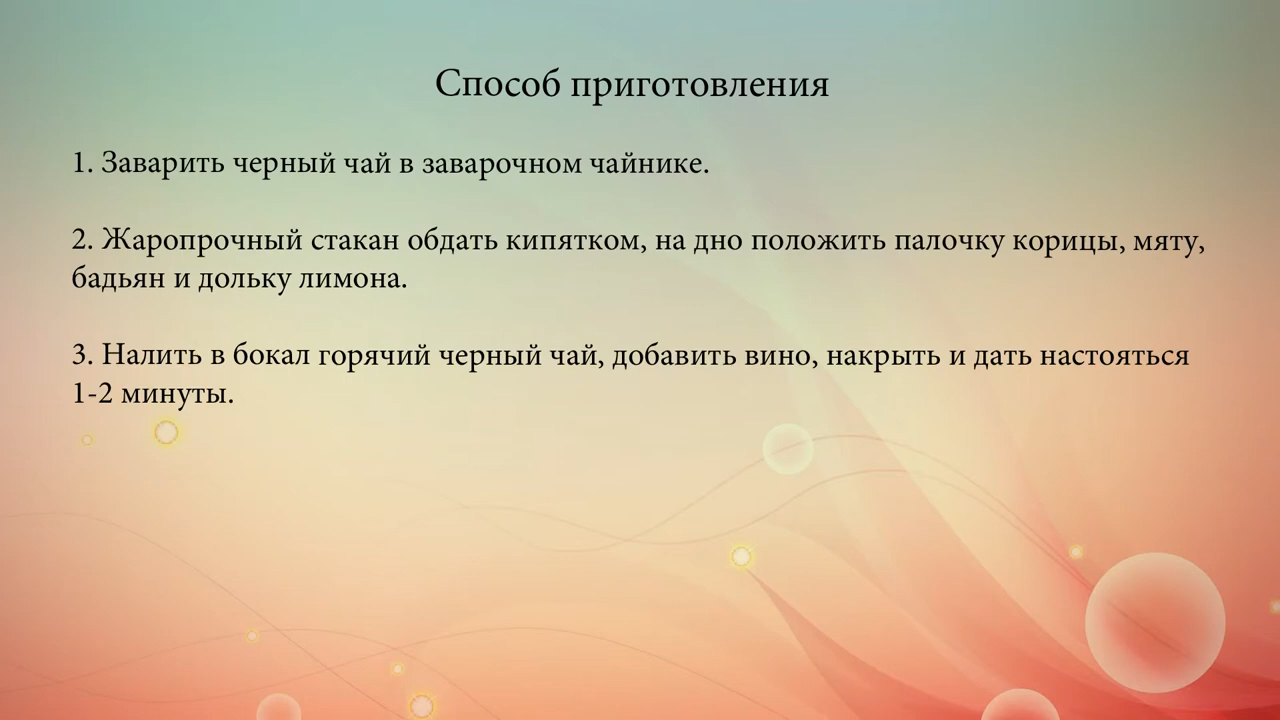 Способ приготовления
1. Заварить черный чай в заварочном чайнике.
2. Жаропрочный стакан обдать кипятком, на дно положить палочку корицы, мяту,
бадьян и дольку лимона.
3. Налить в бокал горячий черный чай, добавить вино, накрыть и дать настояться
1-2 минуты.